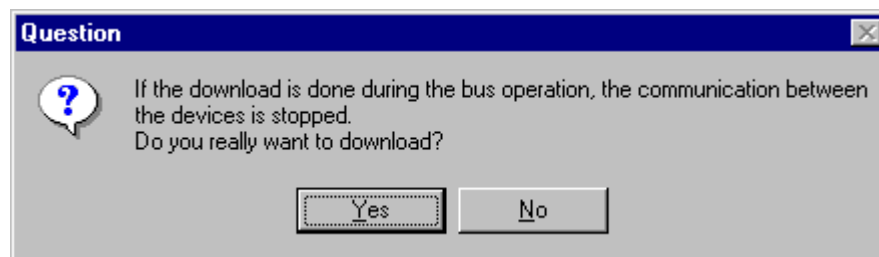 Question
If the download is done during the bus operation, the communication between
the devices is stopped.
Do you really want to download?
Yes
No